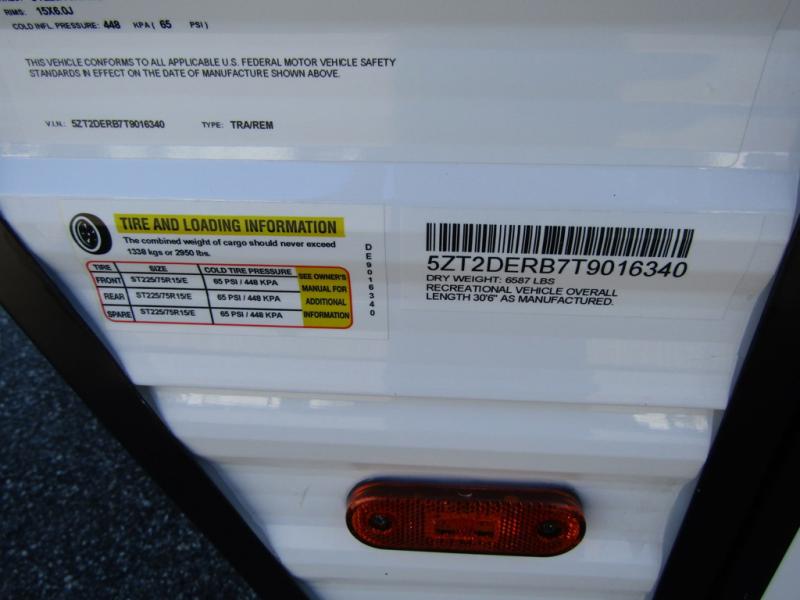 RIMS: 15X6.0J
COLD INFL. PRESSURE: 448 KPA ( 65 PSI )
THIS VEHICLE CONFORMS TO ALL APPLICABLE U.S. FEDERAL MOTOR VEHICLE SAFETY
STANDARDS IN EFFECT ON THE DATE OF MANUFACTURE SHOWN ABOVE.
V.I.N.: 5ZT2DERB7T9016340 TYPE: TRA/REM
TIRE AND LOADING INFORMATION
The combined weight of cargo should never exceed
1338 kgs or 2950 lbs.
TIRE SIZE COLD TIRE PRESSURE
FRONT ST225/75R15/E 65 PSI / 448 KPA
REAR ST225/75R15/E 65 PSI / 448 KPA
SPARE ST225/75R15/E 65 PSI / 448 KPA
SEE OWNER'S
MANUAL FOR
ADDITIONAL
INFORMATION
DE9016340
5ZT2DERB7T9016340
DRY WEIGHT: 6587 LBS
RECREATIONAL VEHICLE OVERALL
LENGTH 30'6" AS MANUFACTURED.